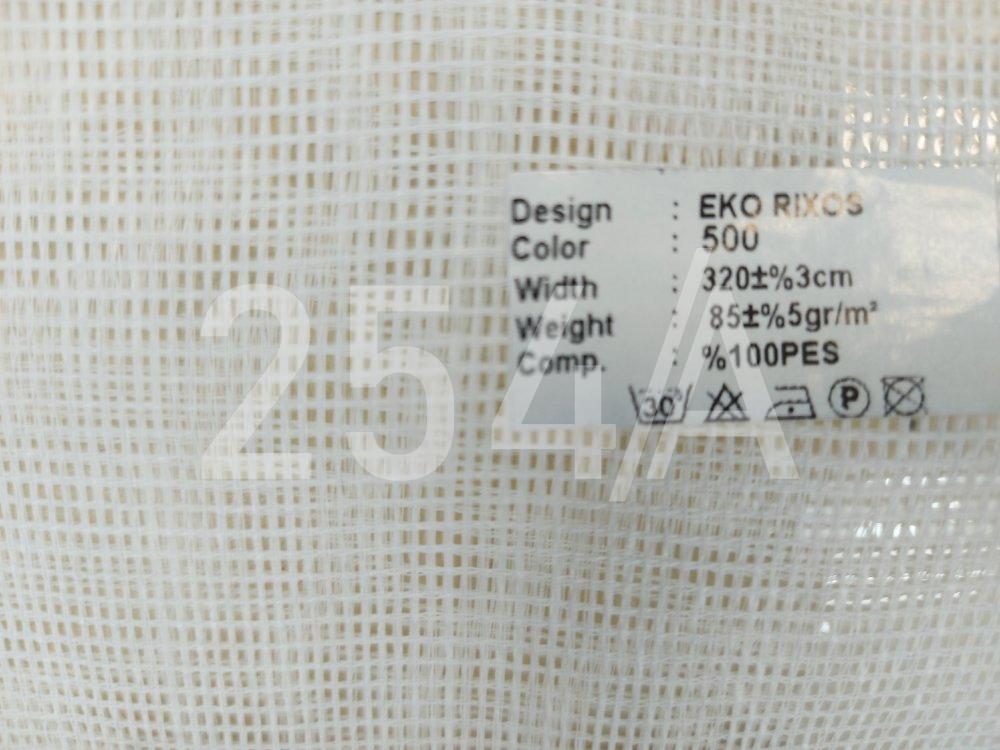 Design : EKO RIXOS
Color : 500
Width : 320±%3cm
Weight : 85±%5gr/m²
Comp. : %100PES
30° P
254/A